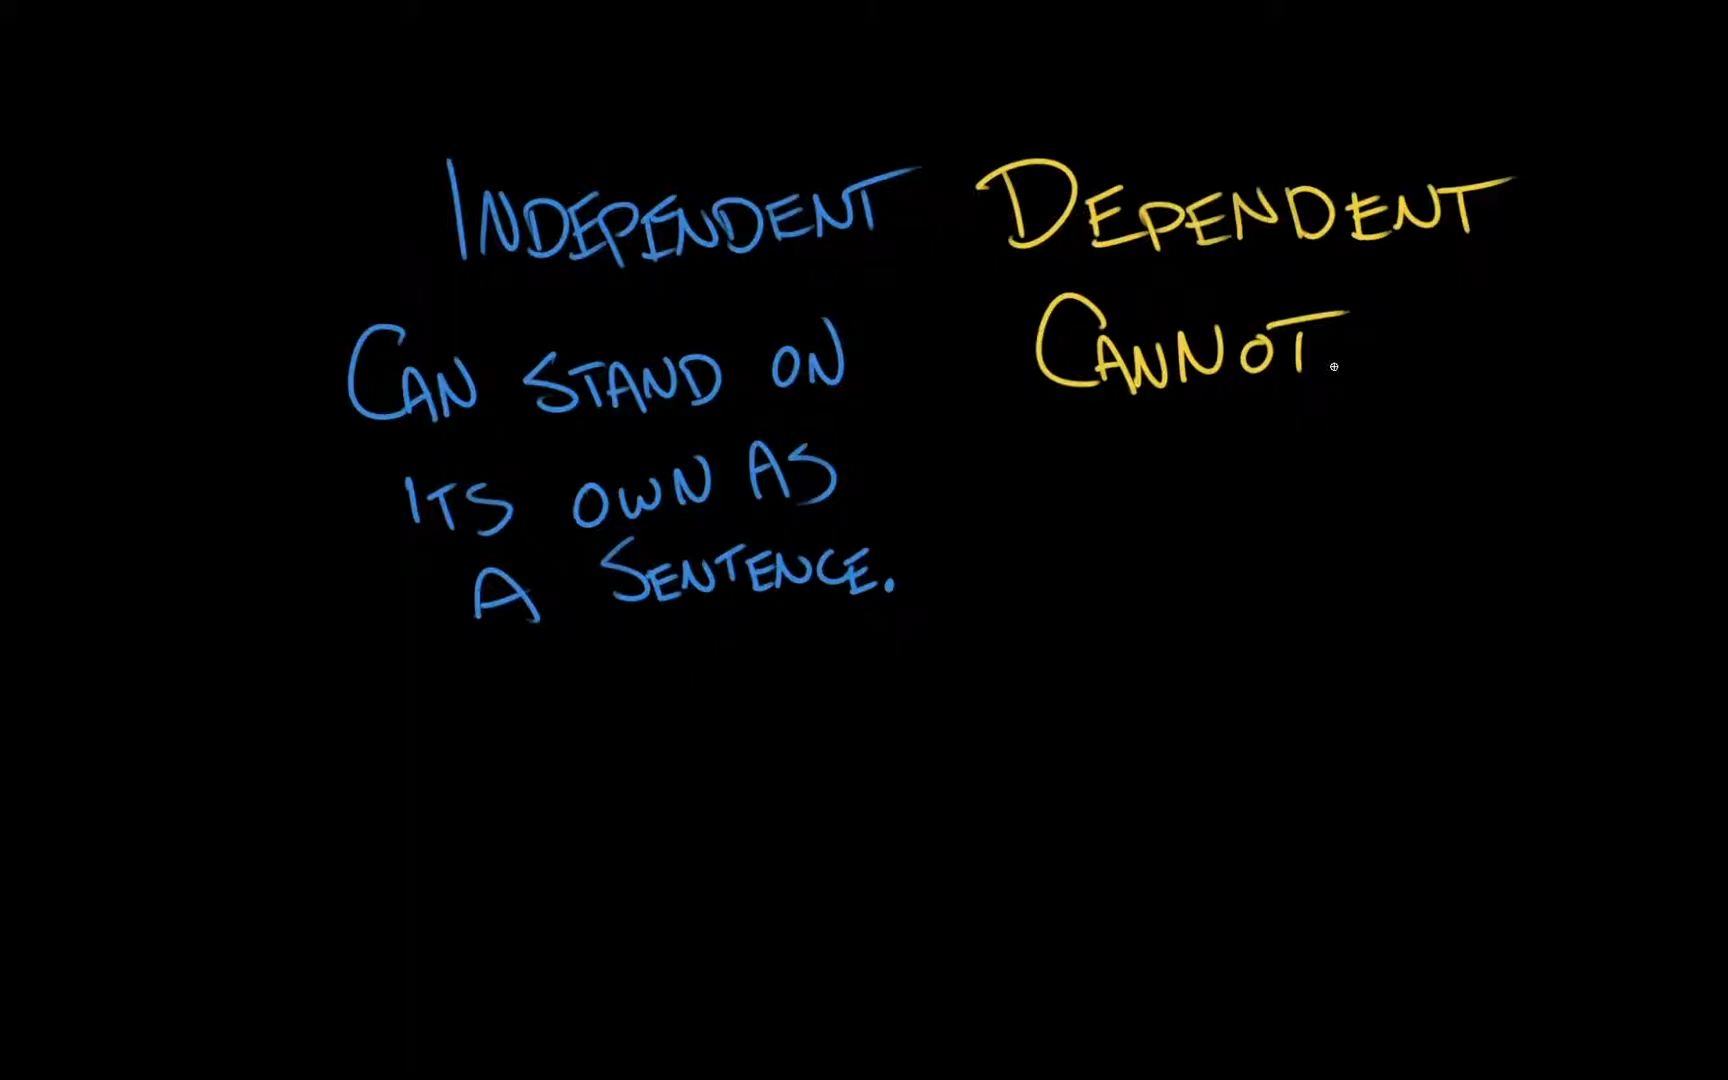 INDEPENDENT
CAN STAND ON
ITS OWN AS
A SENTENCE.
DEPENDENT
CANNOT